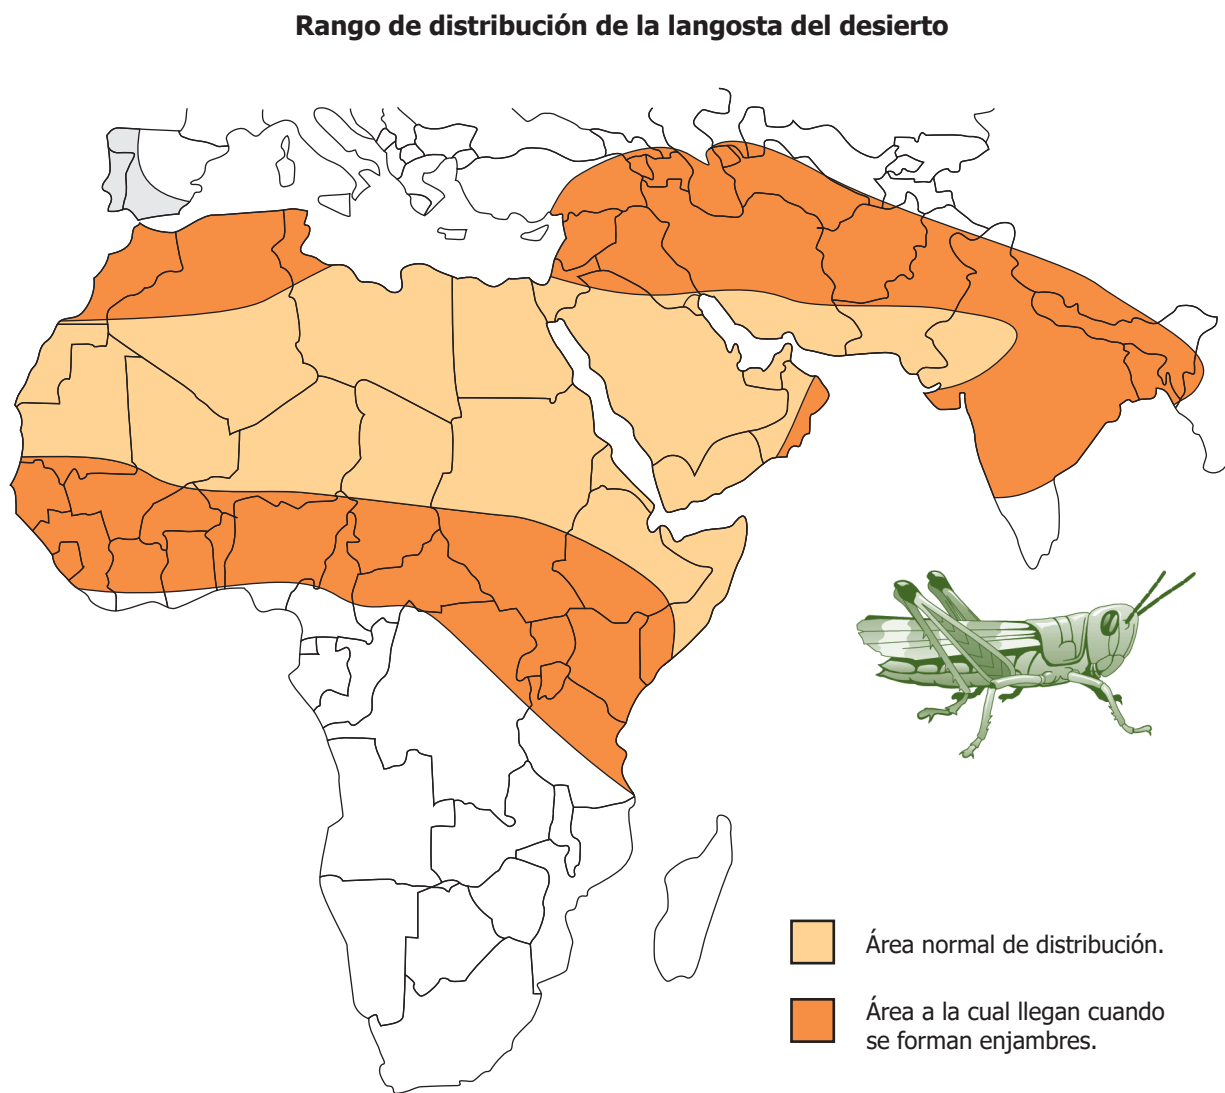 Rango de distribución de la langosta del desierto
Área normal de distribución.
Área a la cual llegan cuando
se forman enjambres.